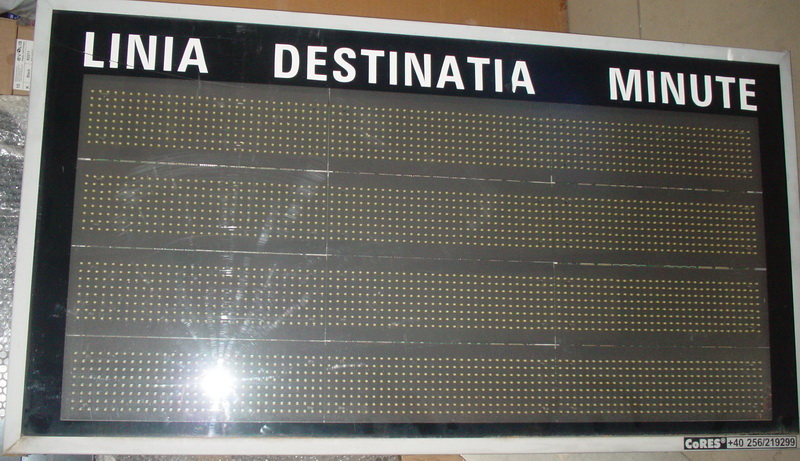 LINIA DESTINATIA MINUTE
CoRES® +40 256/219299